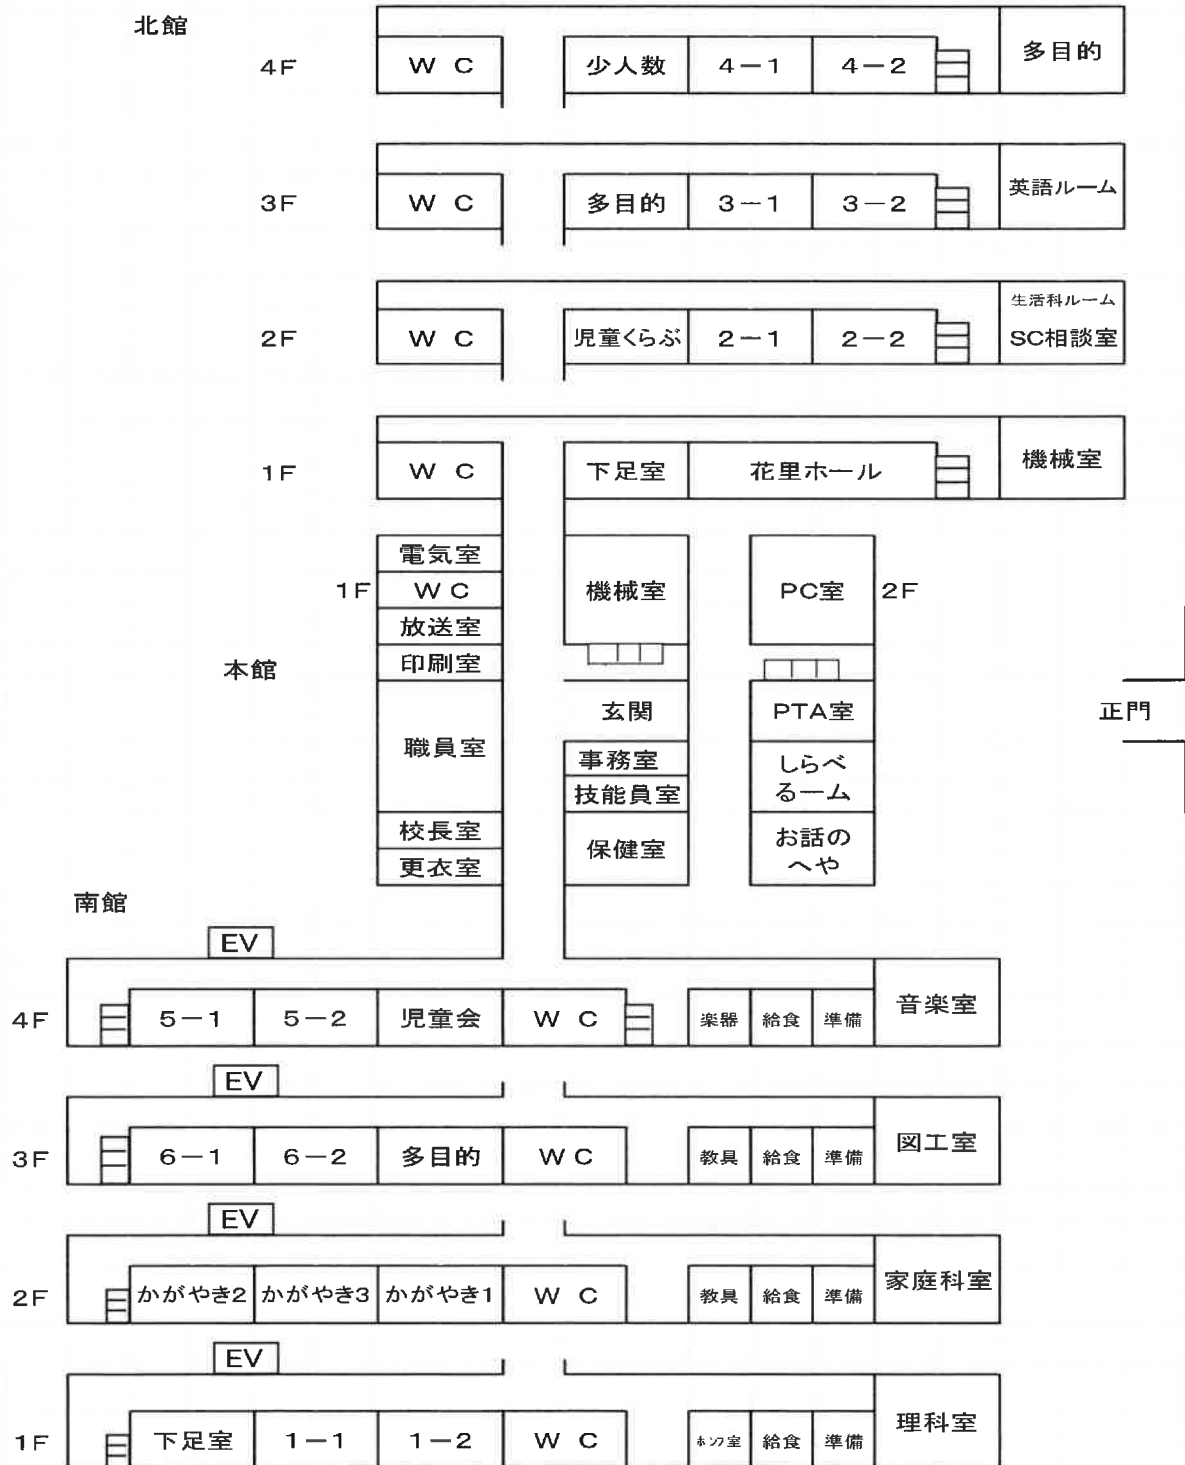 北館
4F ＷＣ 少人数 4－1 4－2 多目的
3F ＷＣ 多目的 3－1 3－2 英語ルーム
生活科ルーム
2F ＷＣ 児童くらぶ 2－1 2－2 SC相談室
1F ＷＣ 下足室 花里ホール 機械室
電気室
1F ＷＣ 機械室 PC室 2F
放送室
本館 印刷室
玄関 PTA室 正門
職員室 事務室 しらべ
技能員室 るーム
校長室 保健室 お話の
更衣室 へや
南館
EV
4F 5－1 5－2 児童会 ＷＣ 楽器 給食 準備 音楽室
EV
3F 6－1 6－2 多目的 ＷＣ 教具 給食 準備 図工室
EV
2F かがやき2 かがやき3 かがやき1 ＷＣ 教具 給食 準備 家庭科室
EV
1F 下足室 1－1 1－2 ＷＣ 室 給食 準備 理科室